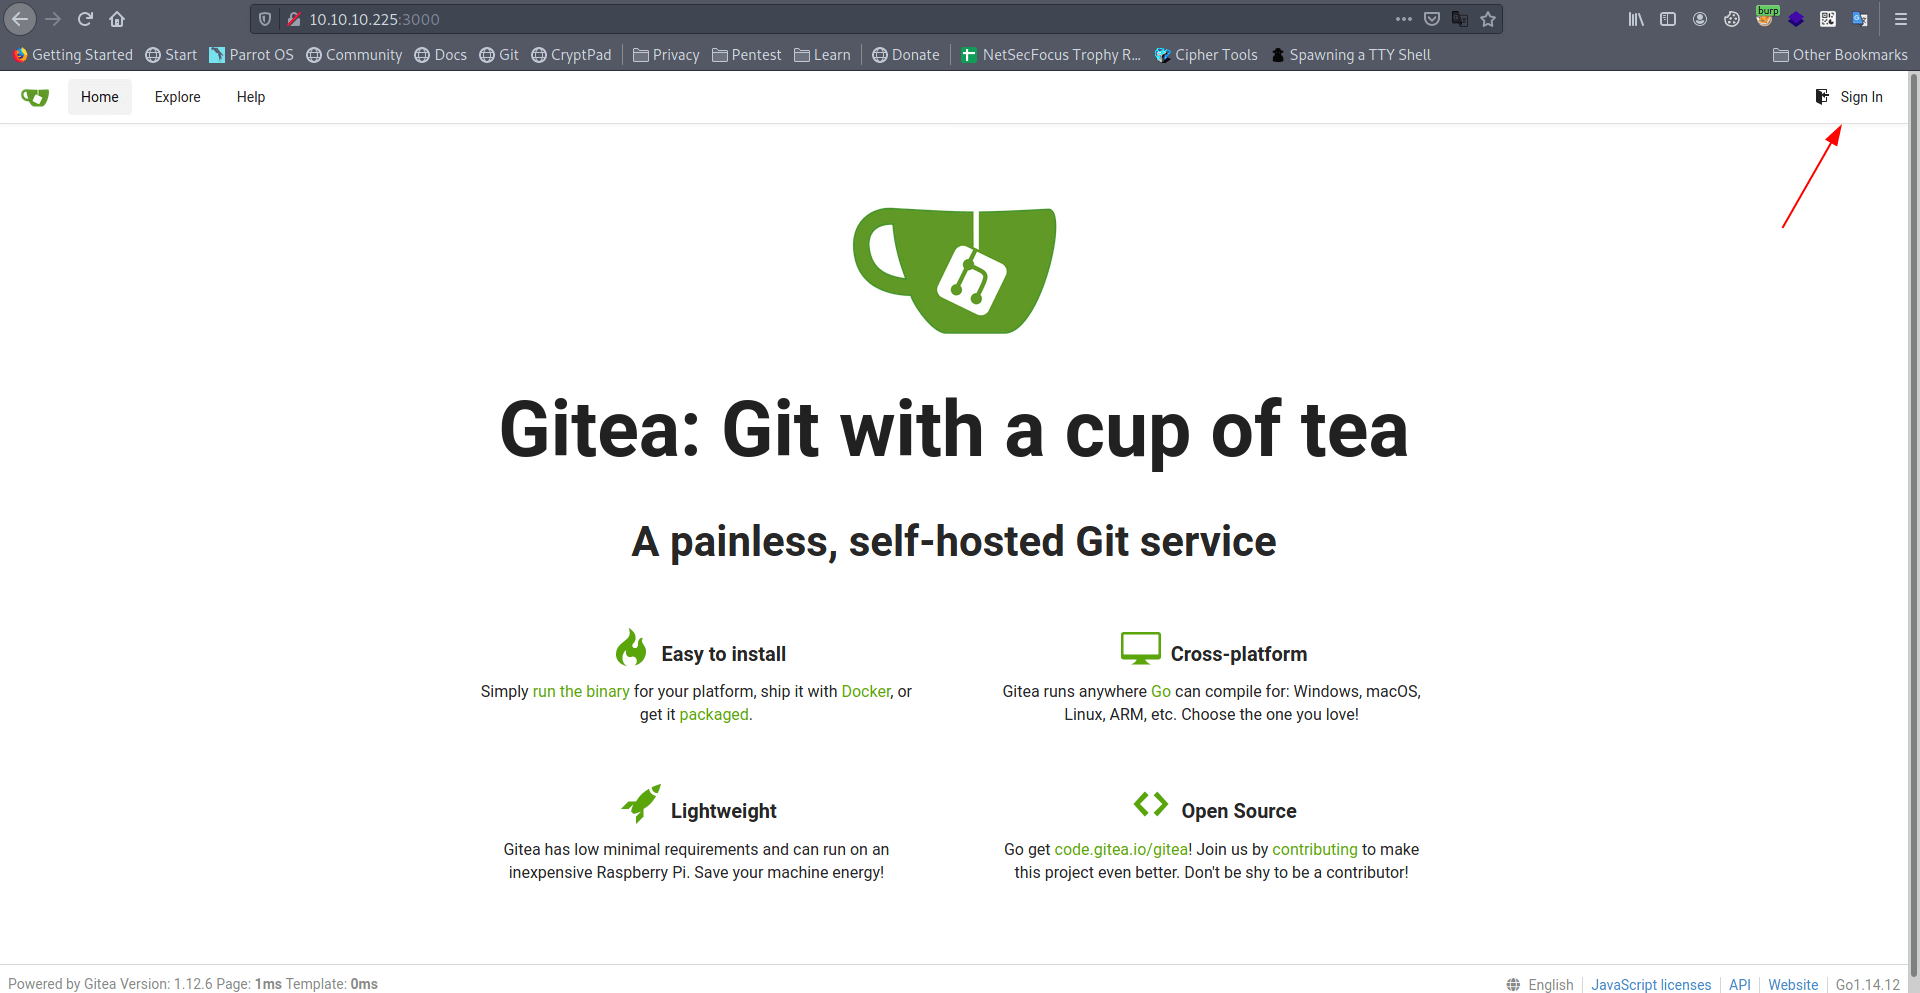 10.10.10.225:3000
burp
Getting Started Start Parrot OS Community Docs Git CryptPad Privacy Pentest Learn Donate NetSecFocus Trophy R... Cipher Tools Spawning a TTY Shell Other Bookmarks
Home Explore Help Sign In
Gitea: Git with a cup of tea
A painless, self-hosted Git service
Easy to install
Simply run the binary for your platform, ship it with Docker, or
get it packaged.
Cross-platform
Gitea runs anywhere Go can compile for: Windows, macOS,
Linux, ARM, etc. Choose the one you love!
Lightweight
Gitea has low minimal requirements and can run on an
inexpensive Raspberry Pi. Save your machine energy!
Open Source
Go get code.gitea.io/gitea! Join us by contributing to make
this project even better. Don't be shy to be a contributor!
Powered by Gitea Version: 1.12.6 Page: 1ms Template: 0ms
English JavaScript licenses API Website Go1.14.12